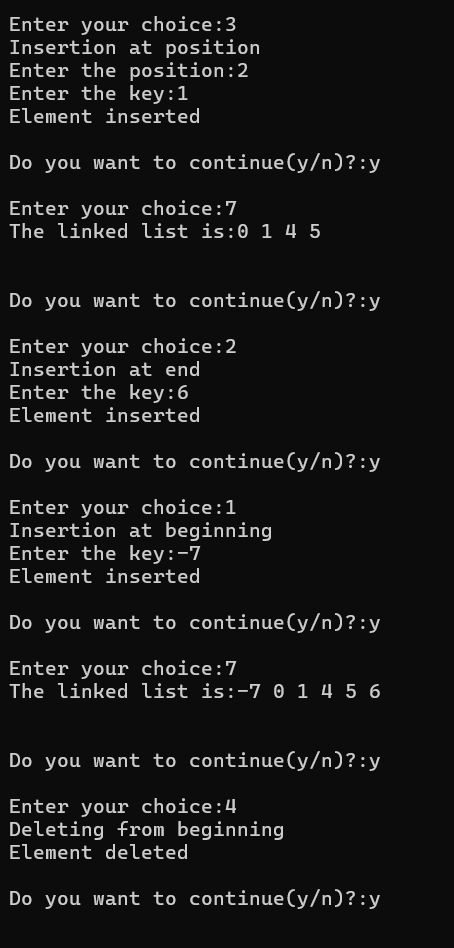 Enter your choice:3
Insertion at position
Enter the position:2
Enter the key:1
Element inserted
Do you want to continue(y/n)?:y
Enter your choice:7
The linked list is:0 1 4 5
Do you want to continue(y/n)?:y
Enter your choice:2
Insertion at end
Enter the key:6
Element inserted
Do you want to continue(y/n)?:y
Enter your choice:1
Insertion at beginning
Enter the key:-7
Element inserted
Do you want to continue(y/n)?:y
Enter your choice:7
The linked list is:-7 0 1 4 5 6
Do you want to continue(y/n)?:y
Enter your choice:4
Deleting from beginning
Element deleted
Do you want to continue(y/n)?:y